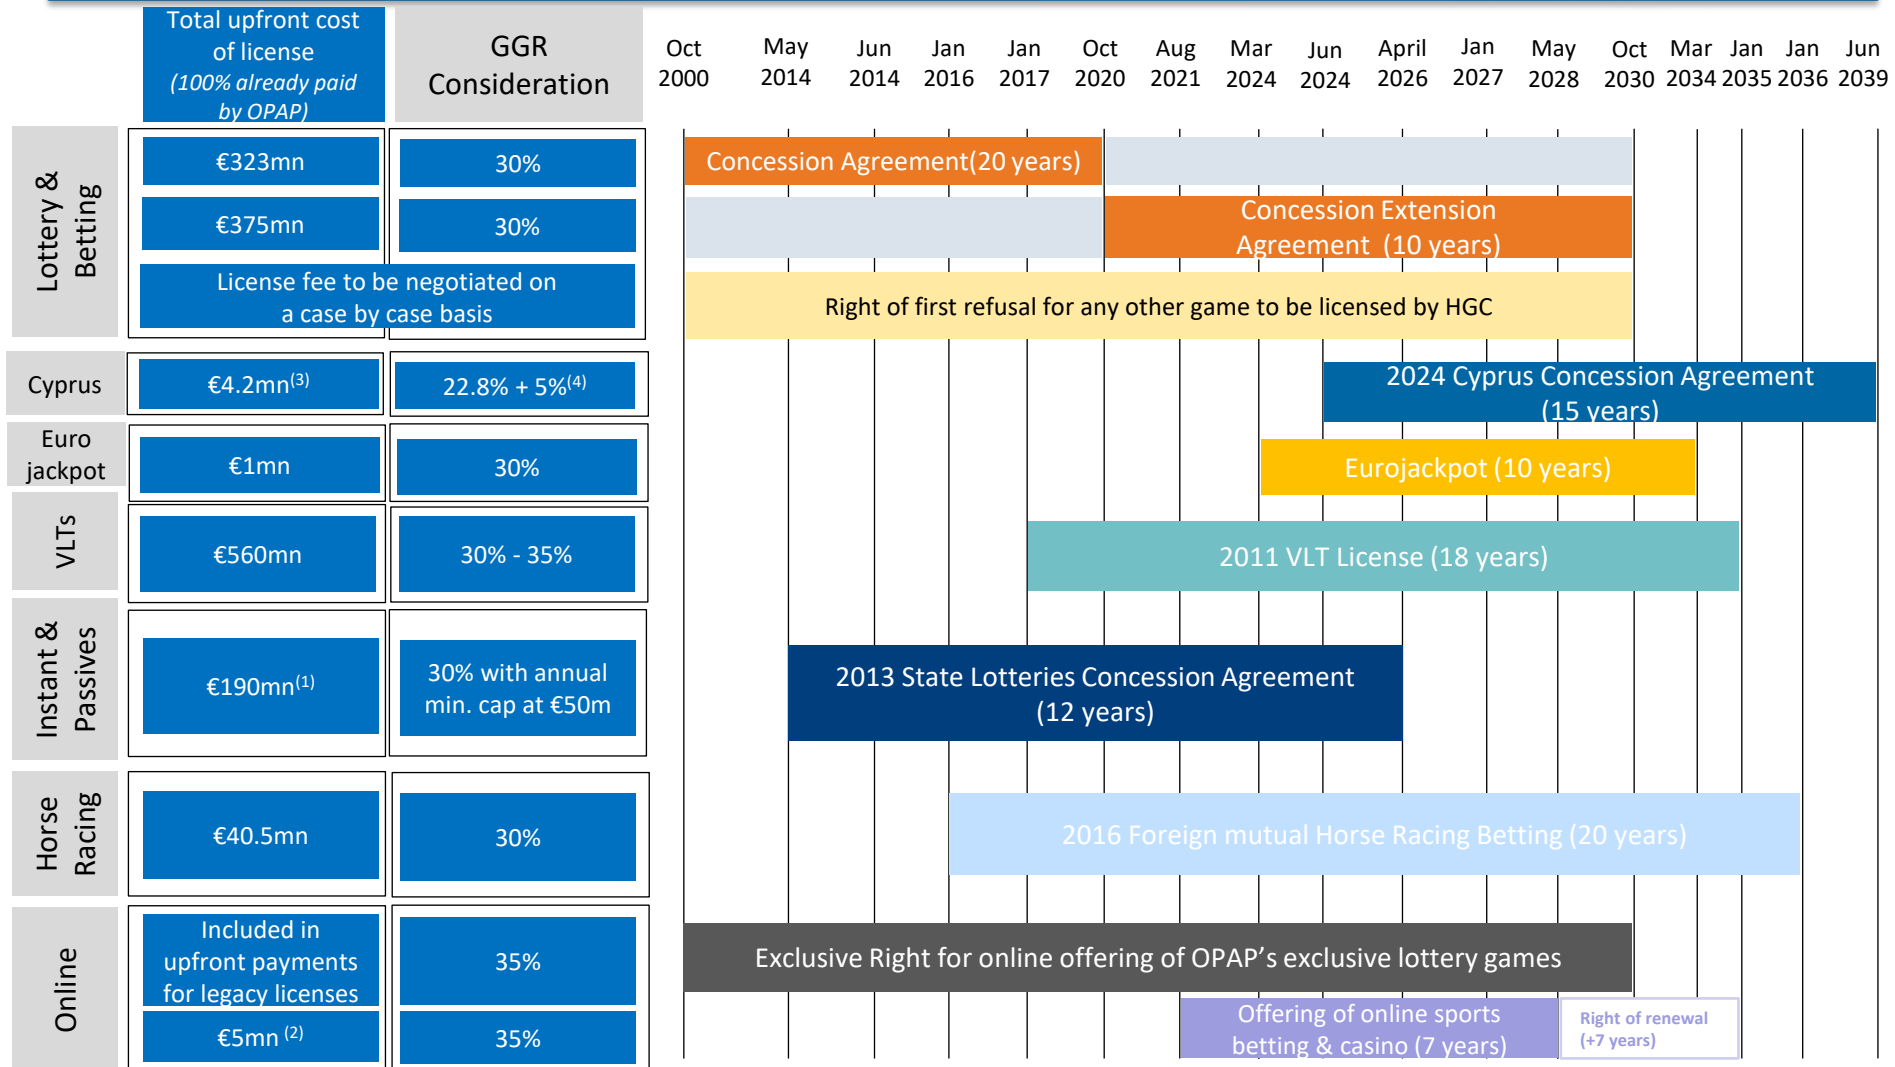 Total upfront cost
of license
(100% already paid
by OPAP)
GGR
Consideration
Oct
2000
May
2014
Jun
2014
Jan
2016
Jan
2017
Oct
2020
Aug
2021
Mar
2024
Jun
2024
April
2026
Jan
2027
May
2028
Oct
2030
Mar
2034
Jan
2035
Jan
2036
Jun
2039
Lottery &
Betting
€323mn
30%
Concession Agreement(20 years)
€375mn
30%
Concession Extension
Agreement (10 years)
License fee to be negotiated on
a case by case basis
Right of first refusal for any other game to be licensed by HGC
Cyprus
€4.2mn(3)
22.8% + 5%(4)
2024 Cyprus Concession Agreement
(15 years)
Euro
jackpot
€1mn
30%
Eurojackpot (10 years)
VLTs
€560mn
30% - 35%
2011 VLT License (18 years)
Instant &
Passives
€190mn(1)
30% with annual
min. cap at €50m
2013 State Lotteries Concession Agreement
(12 years)
Horse
Racing
€40.5mn
30%
2016 Foreign mutual Horse Racing Betting (20 years)
Online
Included in
upfront payments
for legacy licenses
35%
Exclusive Right for online offering of OPAP’s exclusive lottery games
€5mn (2)
35%
Offering of online sports
betting & casino (7 years)
Right of renewal
(+7 years)